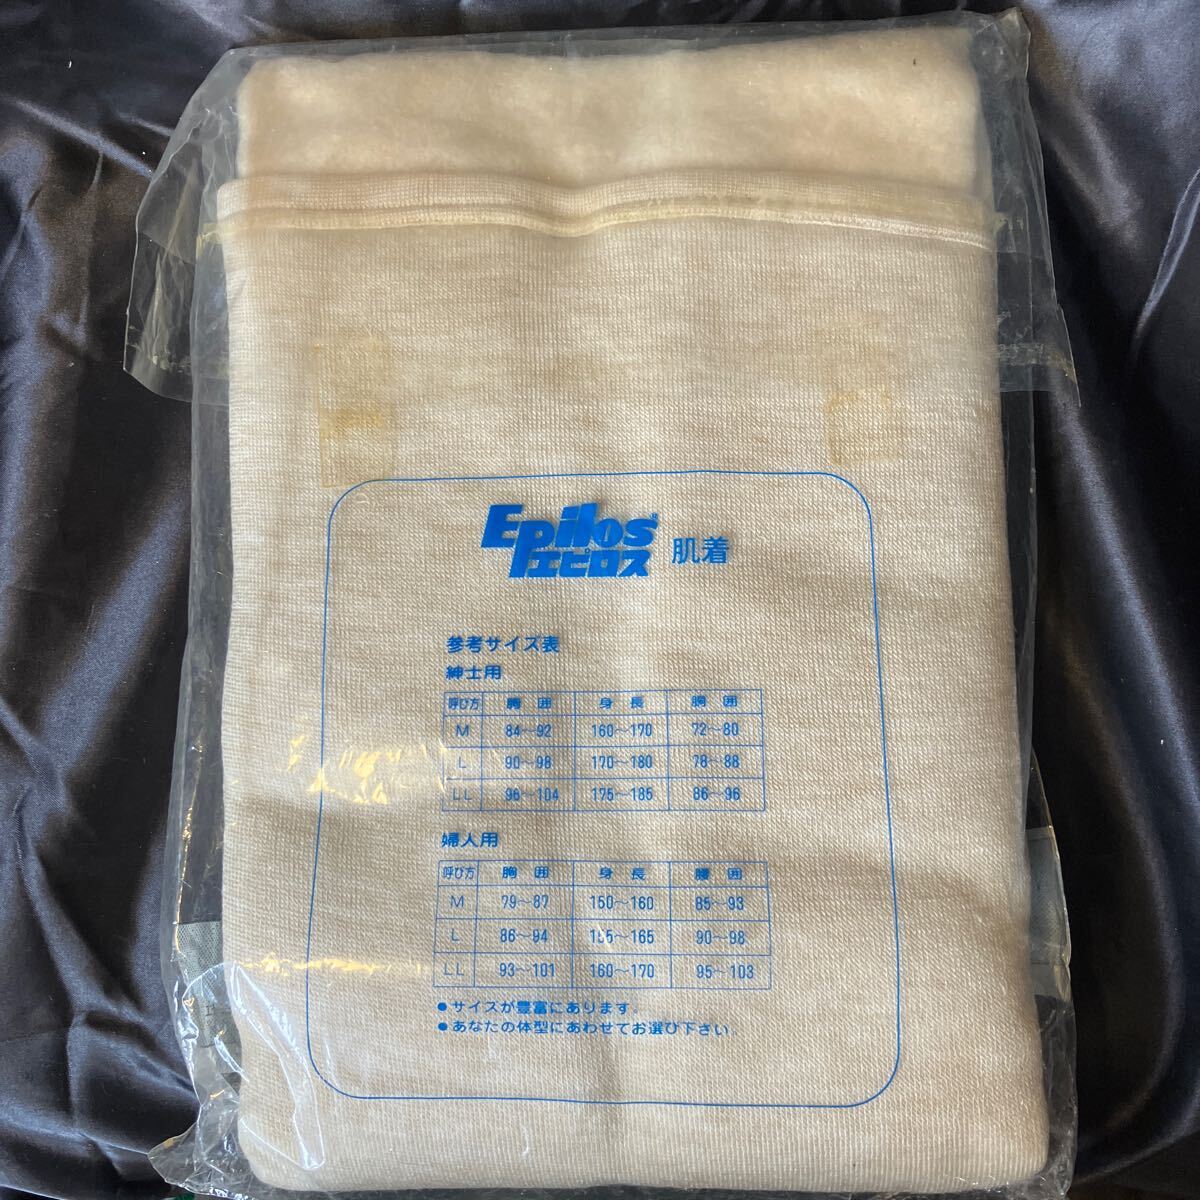 Epilos®
エピロス 肌着
参考サイズ表
紳士用
呼び方 胸囲 身長 胴囲
M 84～92 160～170 72～80
L 90～98 170～180 78～88
LL 96～104 175～185 86～96
婦人用
呼び方 胸囲 身長 腰囲
M 79～87 150～160 85～93
L 86～94 155～165 90～98
LL 93～101 160～170 95～103
●サイズが豊富にあります。
●あなたの体型にあわせてお選び下さい。